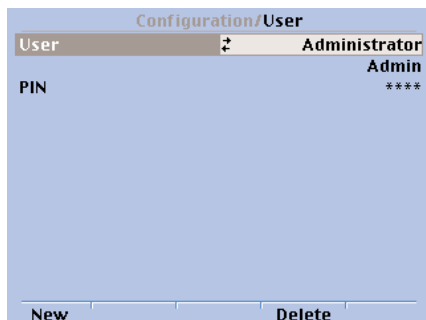 Configuration/User
User Administrator
Admin
PIN ****
New Delete